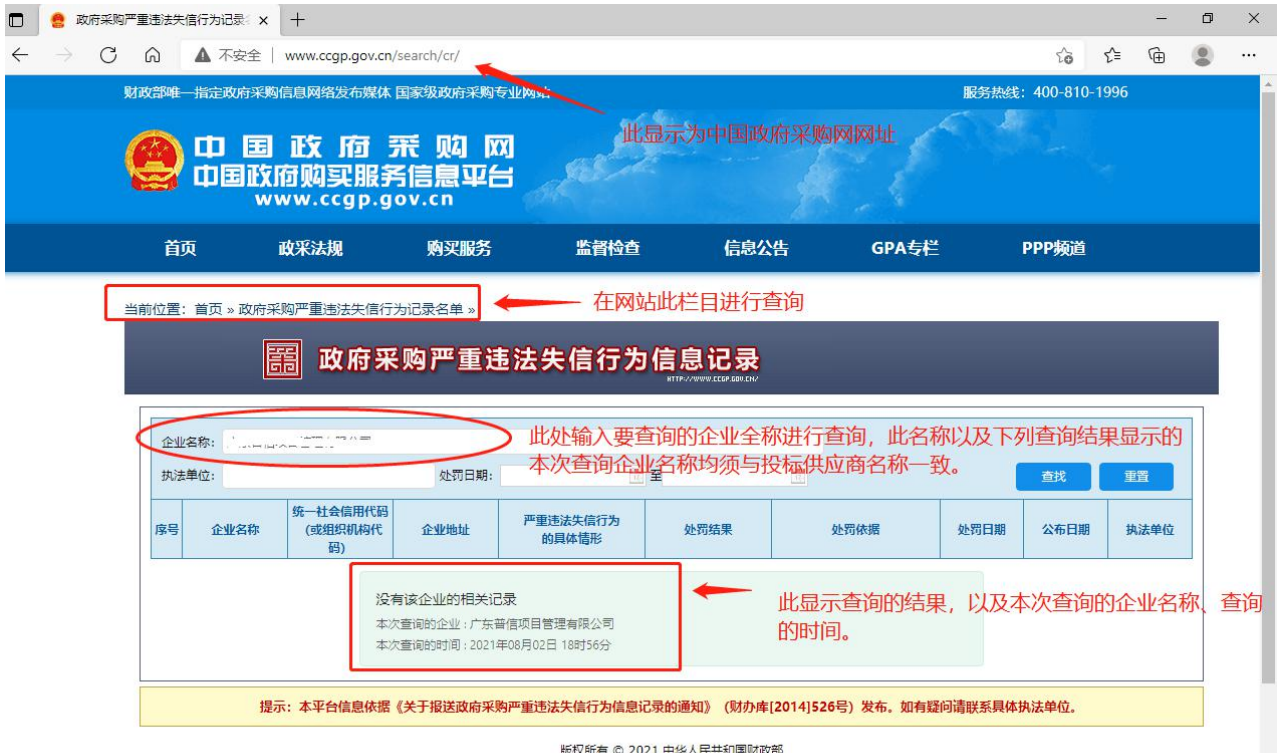 政府采购严重违法失信行为记录
不安全 | www.ccgp.gov.cn/search/cr/
财政部唯一指定政府采购信息网络发布媒体 国家级政府采购专业网站
服务热线：400-810-1996
此显示为中国政府采购网网址
中国政府采购网
中国政府购买服务信息平台
www.ccgp.gov.cn
首页 政采法规 购买服务 监督检查 信息公告 GPA专栏 PPP频道
当前位置：首页 » 政府采购严重违法失信行为记录名单 »
在网站此栏目进行查询
政府采购严重违法失信行为信息记录
HTTP://WWW.CCGP.GOV.CN/
企业名称：
此处输入要查询的企业全称进行查询，此名称以及下列查询结果显示的
本次查询企业名称均须与投标供应商名称一致。
执法单位： 处罚日期： 至 查找 重置
序号 企业名称 统一社会信用代码(或组织机构代码) 企业地址 严重违法失信行为的具体情形 处罚结果 处罚依据 处罚日期 公布日期 执法单位
没有该企业的相关记录
本次查询的企业：广东普信项目管理有限公司
本次查询的时间：2021年08月02日 18时56分
此显示查询的结果，以及本次查询的企业名称、查询
的时间。
提示：本平台信息依据《关于报送政府采购严重违法失信行为信息记录的通知》（财办库[2014]526号）发布。如有疑问请联系具体执法单位。
版权所有 © 2021 中华人民共和国财政部